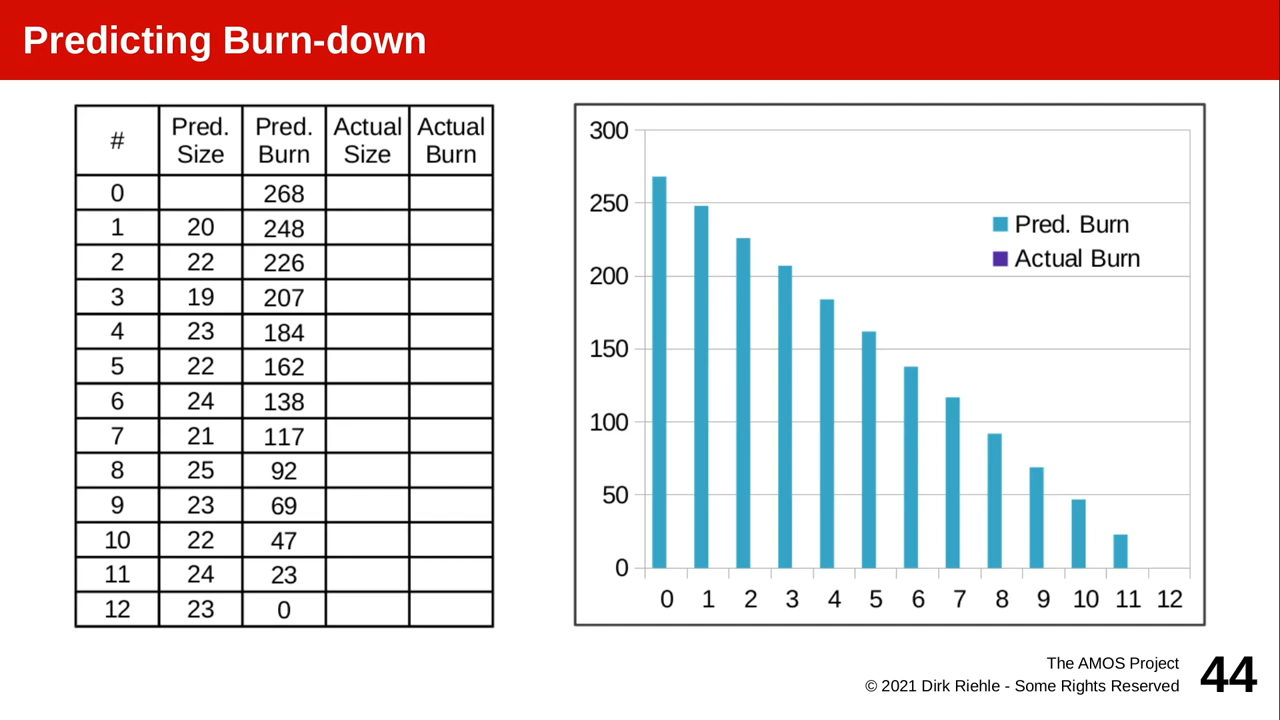 Predicting Burn-down
# Pred. Size Pred. Burn Actual Size Actual Burn
0 268
1 20 248
2 22 226
3 19 207
4 23 184
5 22 162
6 24 138
7 21 117
8 25 92
9 23 69
10 22 47
11 24 23
12 23 0
300
250
200
150
100
50
0
Pred. Burn
Actual Burn
0 1 2 3 4 5 6 7 8 9 10 11 12
The AMOS Project
© 2021 Dirk Riehle - Some Rights Reserved
44